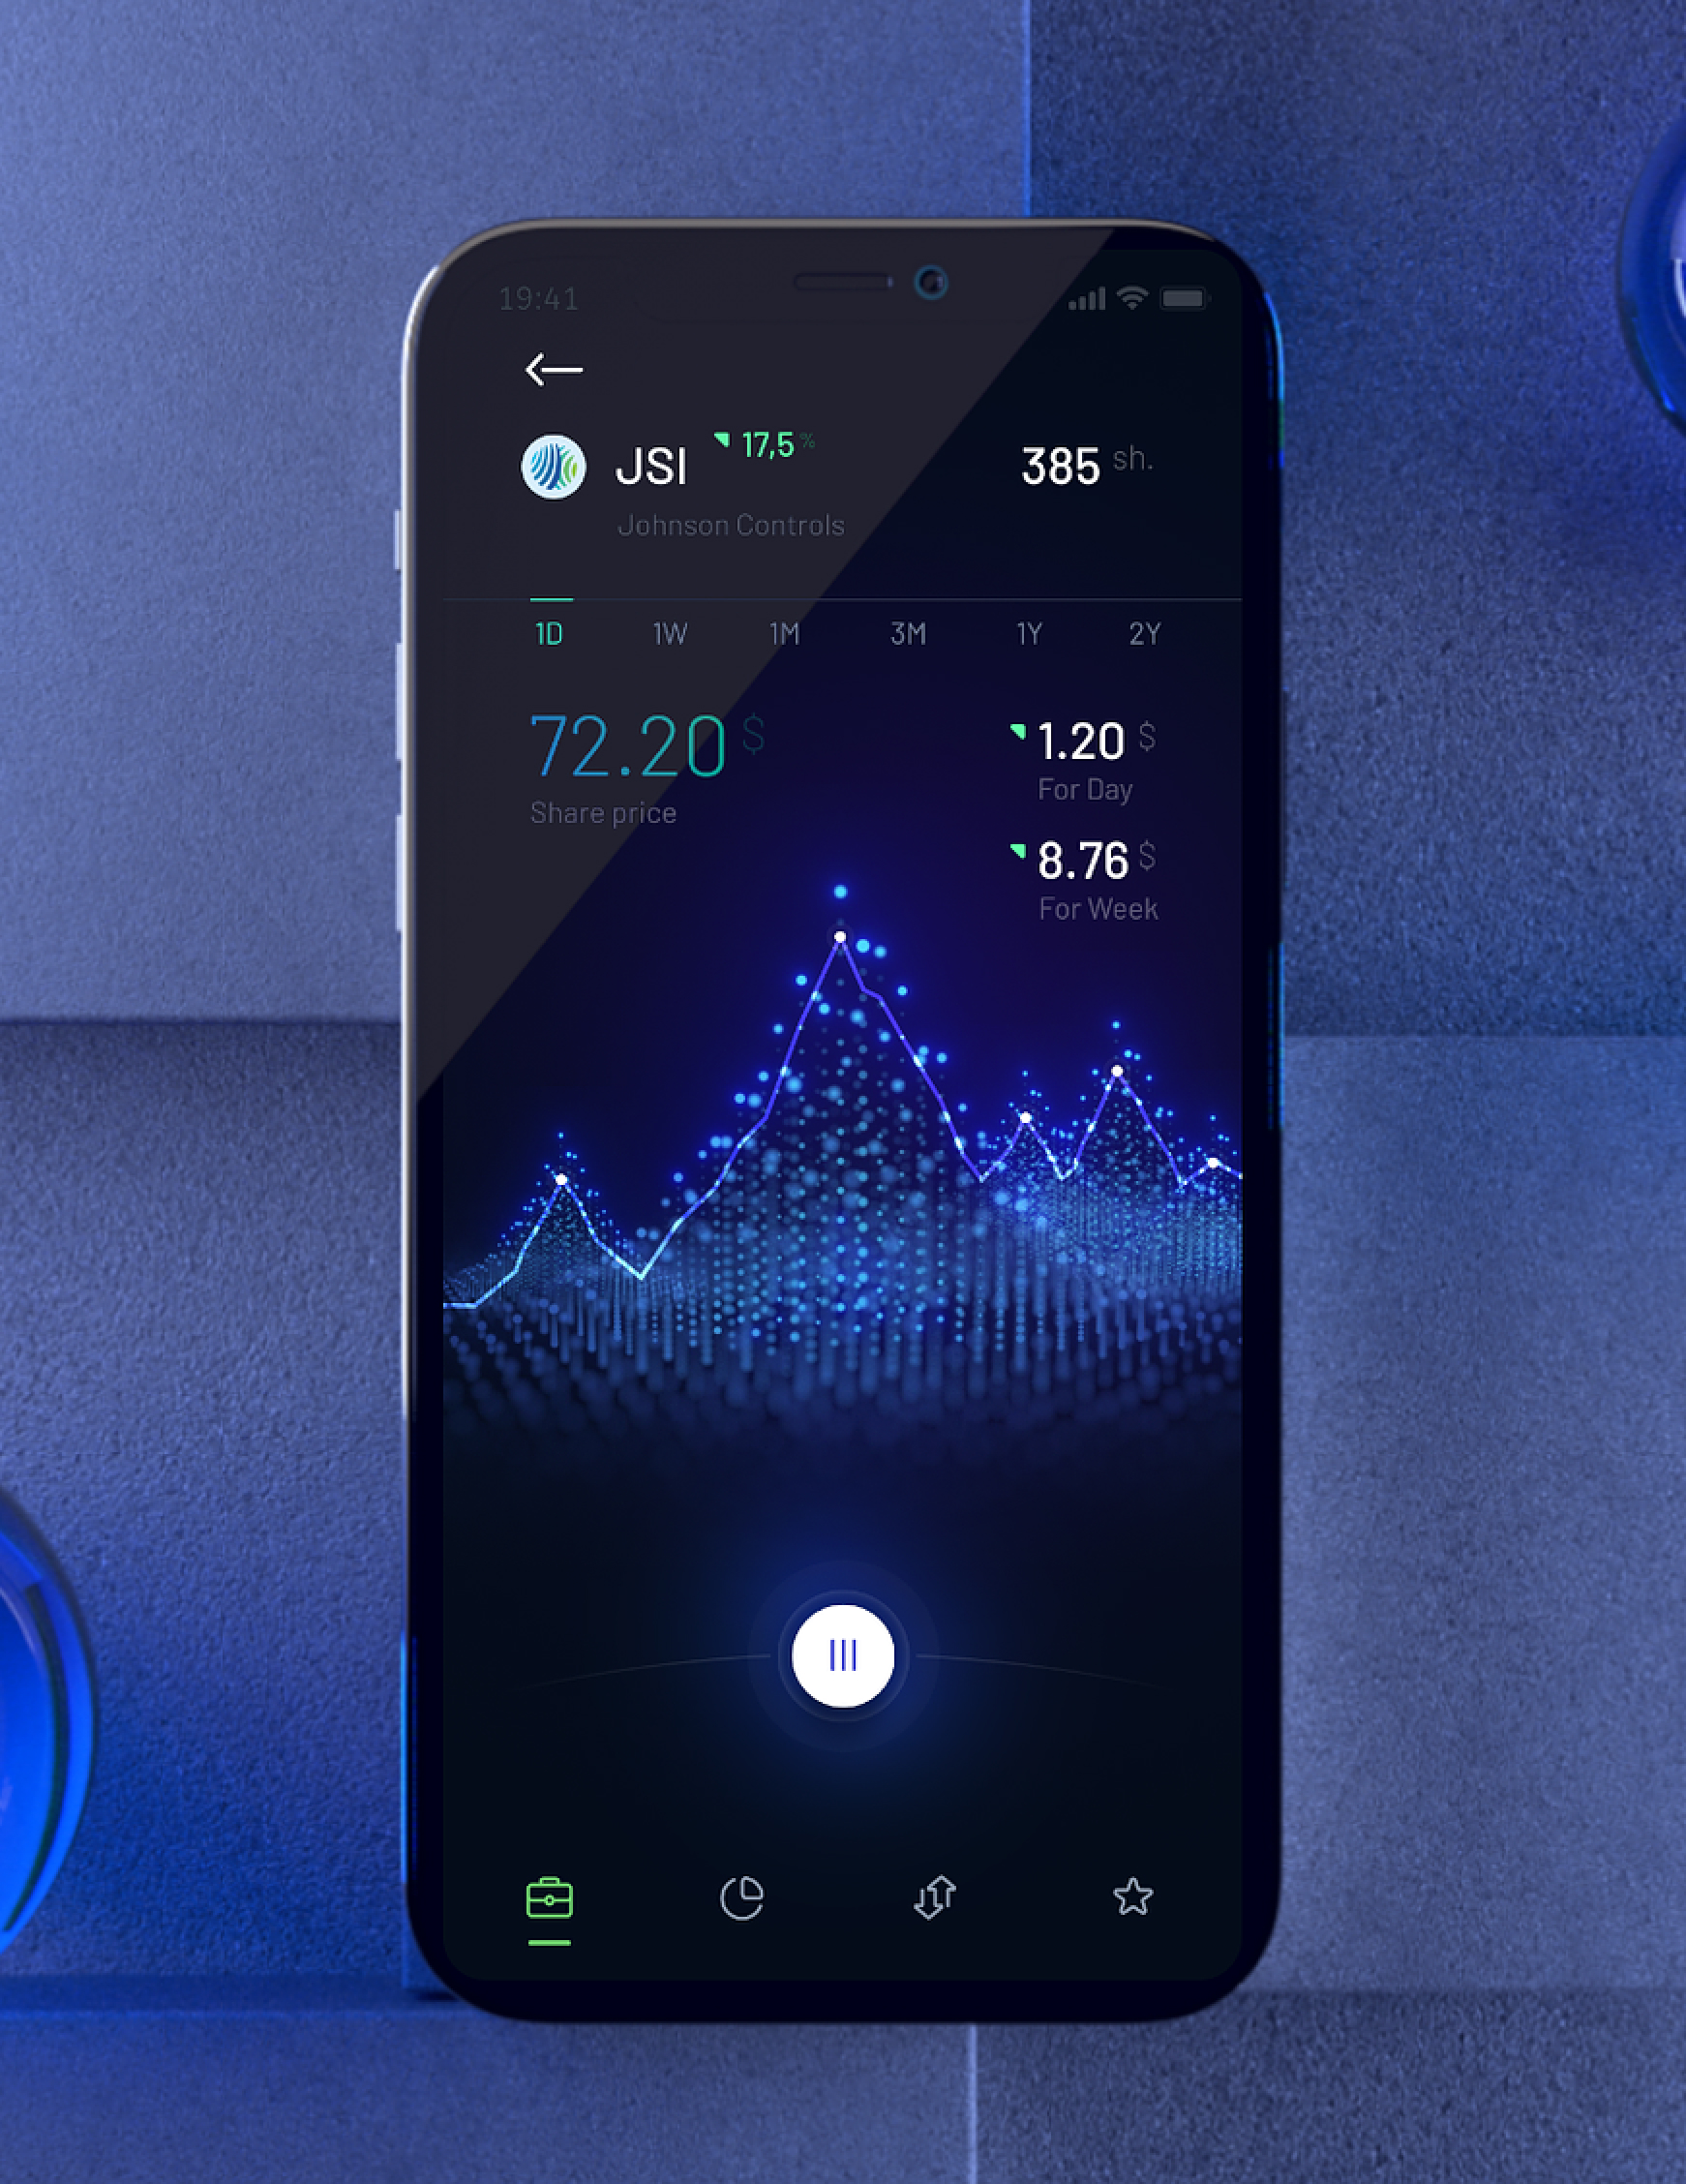 19:41
JSI 17,5 % 385 sh.
Johnson Controls
1D 1W 1M 3M 1Y 2Y
72.20 $
Share price
1.20 $
For Day
8.76 $
For Week